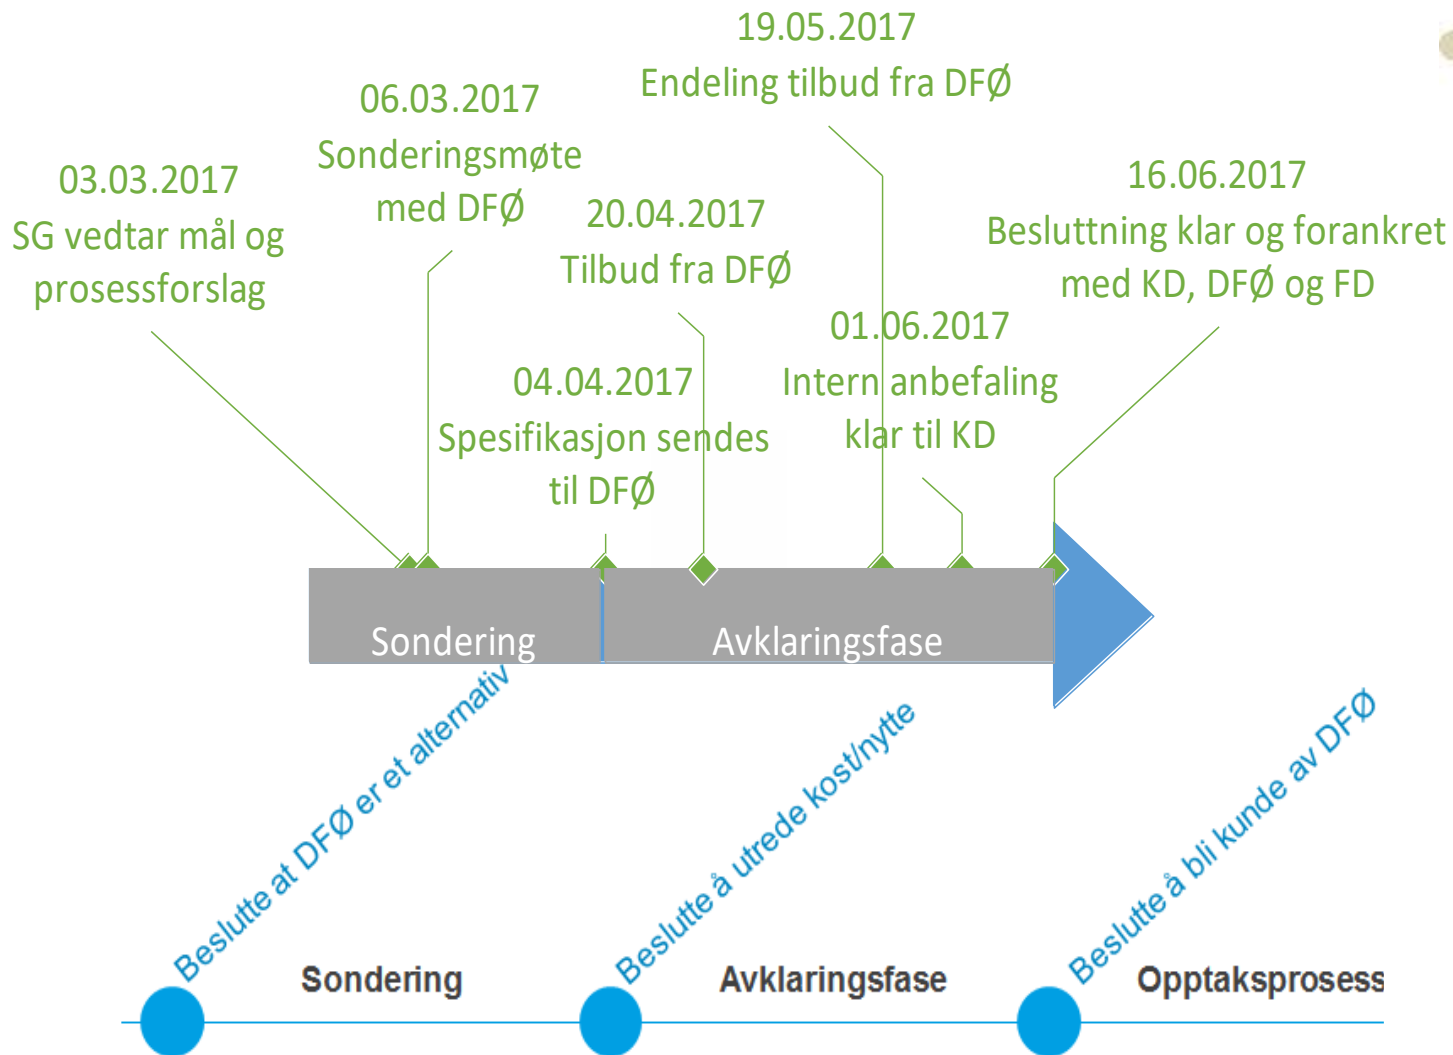 03.03.2017
SG vedtar mål og
prosessforslag
06.03.2017
Sonderingsmøte
med DFØ
04.04.2017
Spesifikasjon sendes
til DFØ
20.04.2017
Tilbud fra DFØ
19.05.2017
Endeling tilbud fra DFØ
01.06.2017
Intern anbefaling
klar til KD
16.06.2017
Besluttning klar og forankret
med KD, DFØ og FD
Sondering
Avklaringsfase
Beslutte at DFØ er et alternativ
Beslutte å utrede kost/nytte
Beslutte å bli kunde av DFØ
Sondering
Avklaringsfase
Opptaksprosess